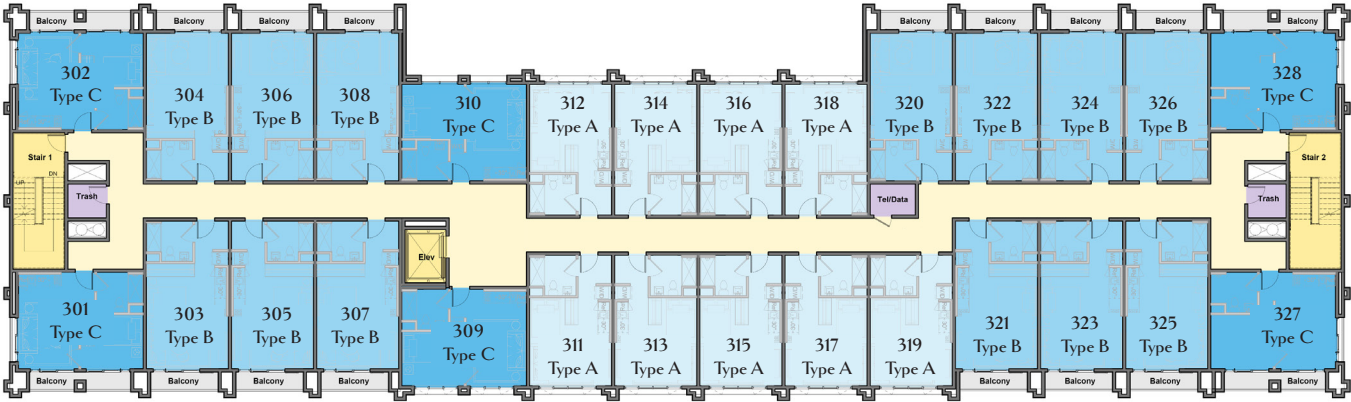 Balcony
Balcony
Balcony
Balcony
Balcony
Balcony
Balcony
Balcony
Balcony
302
Type C
304
Type B
306
Type B
308
Type B
310
Type C
312
Type A
314
Type A
316
Type A
318
Type A
320
Type B
322
Type B
324
Type B
326
Type B
328
Type C
Stair 1
UP
DN
Trash
Tel/Data
Trash
Stair 2
Elev
301
Type C
303
Type B
305
Type B
307
Type B
309
Type C
311
Type A
313
Type A
315
Type A
317
Type A
319
Type A
321
Type B
323
Type B
325
Type B
327
Type C
Balcony
Balcony
Balcony
Balcony
Balcony
Balcony
Balcony
Balcony